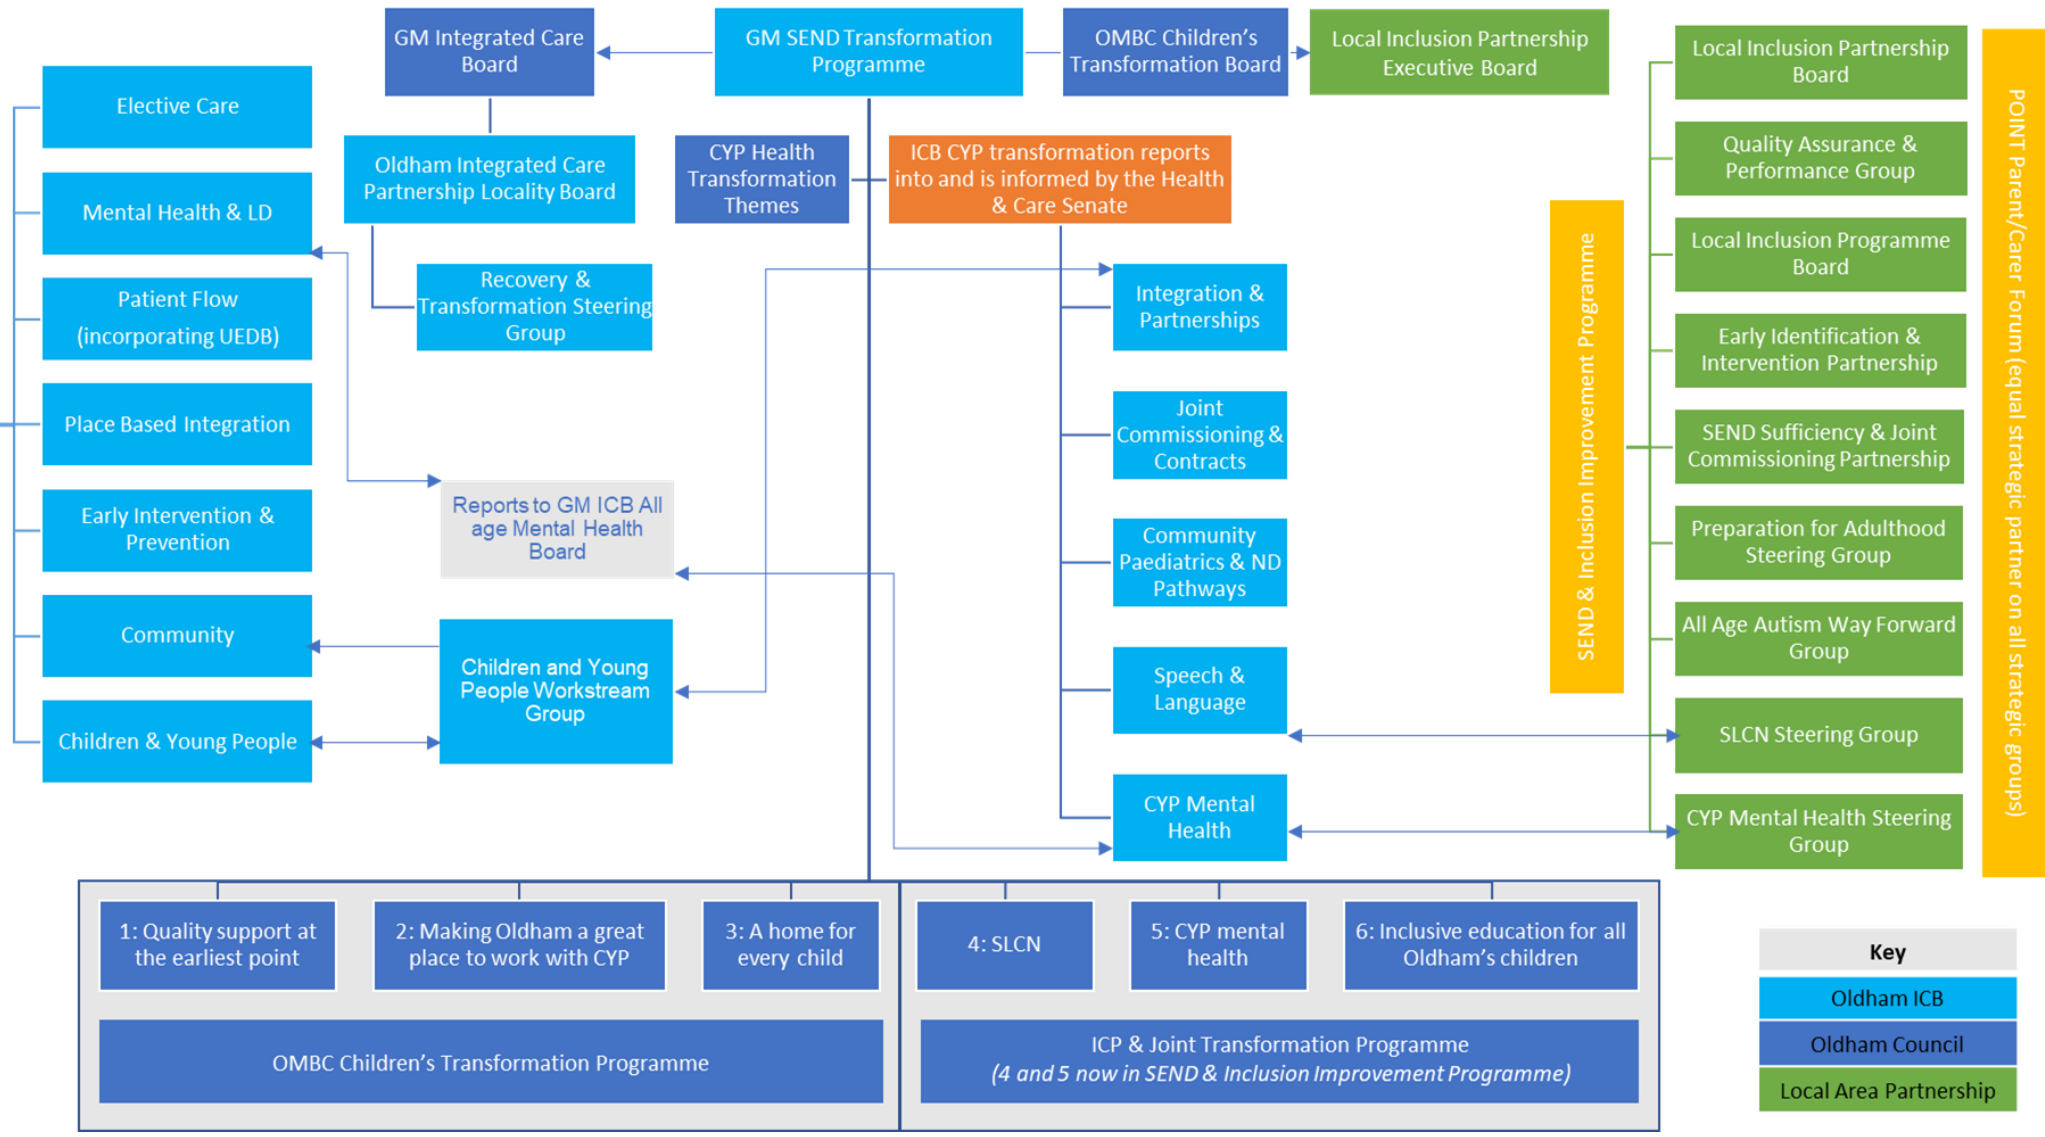 GM Integrated Care
Board
GM SEND Transformation
Programme
OMBC Children’s
Transformation Board
Local Inclusion Partnership
Executive Board
Elective Care
Mental Health & LD
Patient Flow
(incorporating UEDB)
Place Based Integration
Early Intervention &
Prevention
Community
Children & Young People
Oldham Integrated Care
Partnership Locality Board
Recovery &
Transformation Steering
Group
Reports to GM ICB All
age Mental Health
Board
Children and Young
People Workstream
Group
CYP Health
Transformation
Themes
ICB CYP transformation reports
into and is informed by the Health
& Care Senate
Integration &
Partnerships
Joint
Commissioning &
Contracts
Community
Paediatrics & ND
Pathways
Speech &
Language
CYP Mental
Health
SEND & Inclusion Improvement Programme
Local Inclusion Partnership
Board
Quality Assurance &
Performance Group
Local Inclusion Programme
Board
Early Identification &
Intervention Partnership
SEND Sufficiency & Joint
Commissioning Partnership
Preparation for Adulthood
Steering Group
All Age Autism Way Forward
Group
SLCN Steering Group
CYP Mental Health Steering
Group
POINT Parent/Carer Forum (equal strategic partner on all strategic groups)
1: Quality support at
the earliest point
2: Making Oldham a great
place to work with CYP
3: A home for
every child
4: SLCN
5: CYP mental
health
6: Inclusive education for all
Oldham’s children
OMBC Children’s Transformation Programme
ICP & Joint Transformation Programme
(4 and 5 now in SEND & Inclusion Improvement Programme)
Key
Oldham ICB
Oldham Council
Local Area Partnership